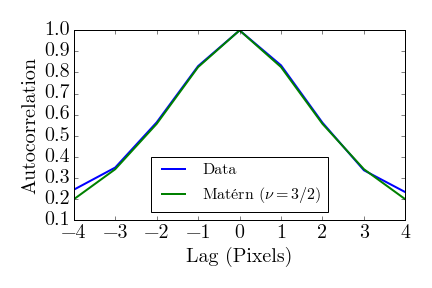 1.0
0.9
0.8
0.7
0.6
0.5
0.4
0.3
0.2
0.1
Autocorrelation
Data
Matérn (ν = 3/2)
−4 −3 −2 −1 0 1 2 3 4
Lag (Pixels)